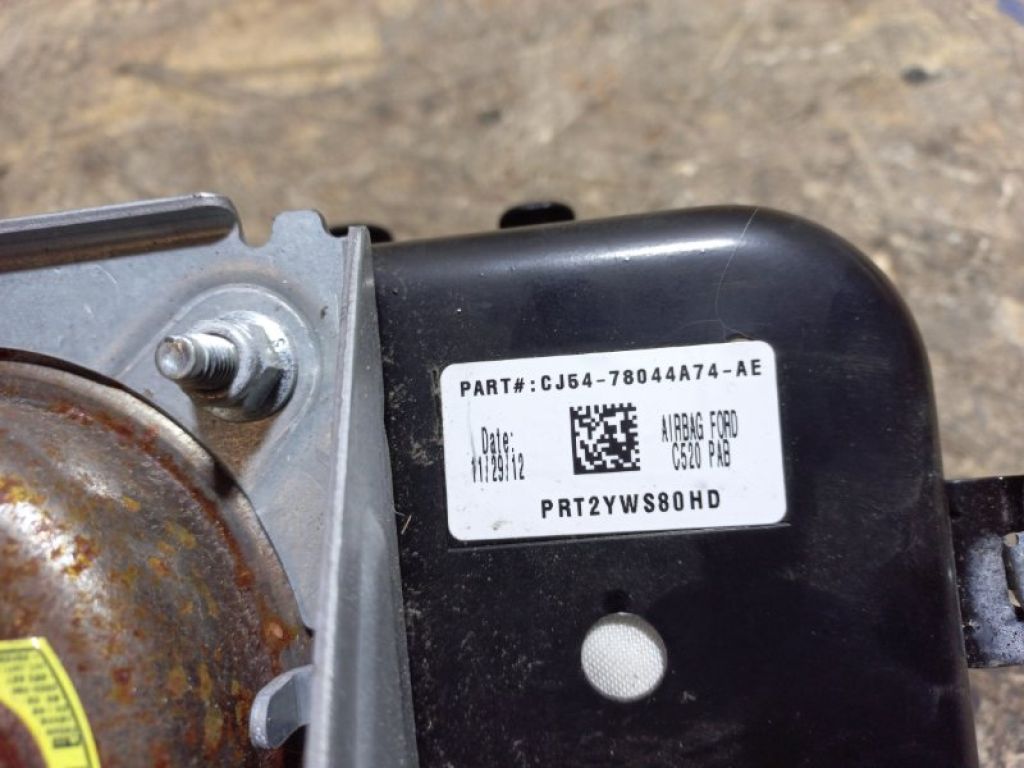 PART#:CJ54-78044A74-AE
Date:
11/29/12
AIRBAG FORD
C520 PAB
PRT2YWS80HD